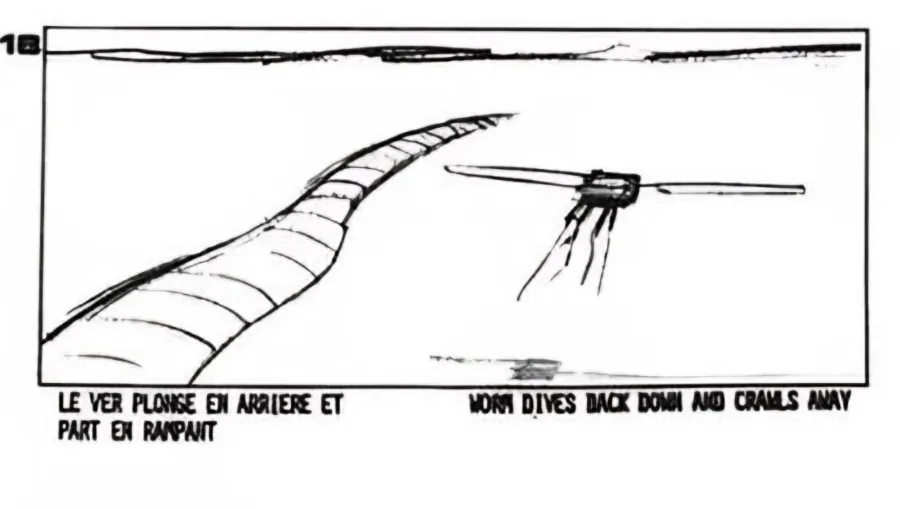 18
LE VER PLONGE EN ARRIERE ET
PART EN RAMPANT
WORM DIVES BACK DOWN AND CRAWLS AWAY